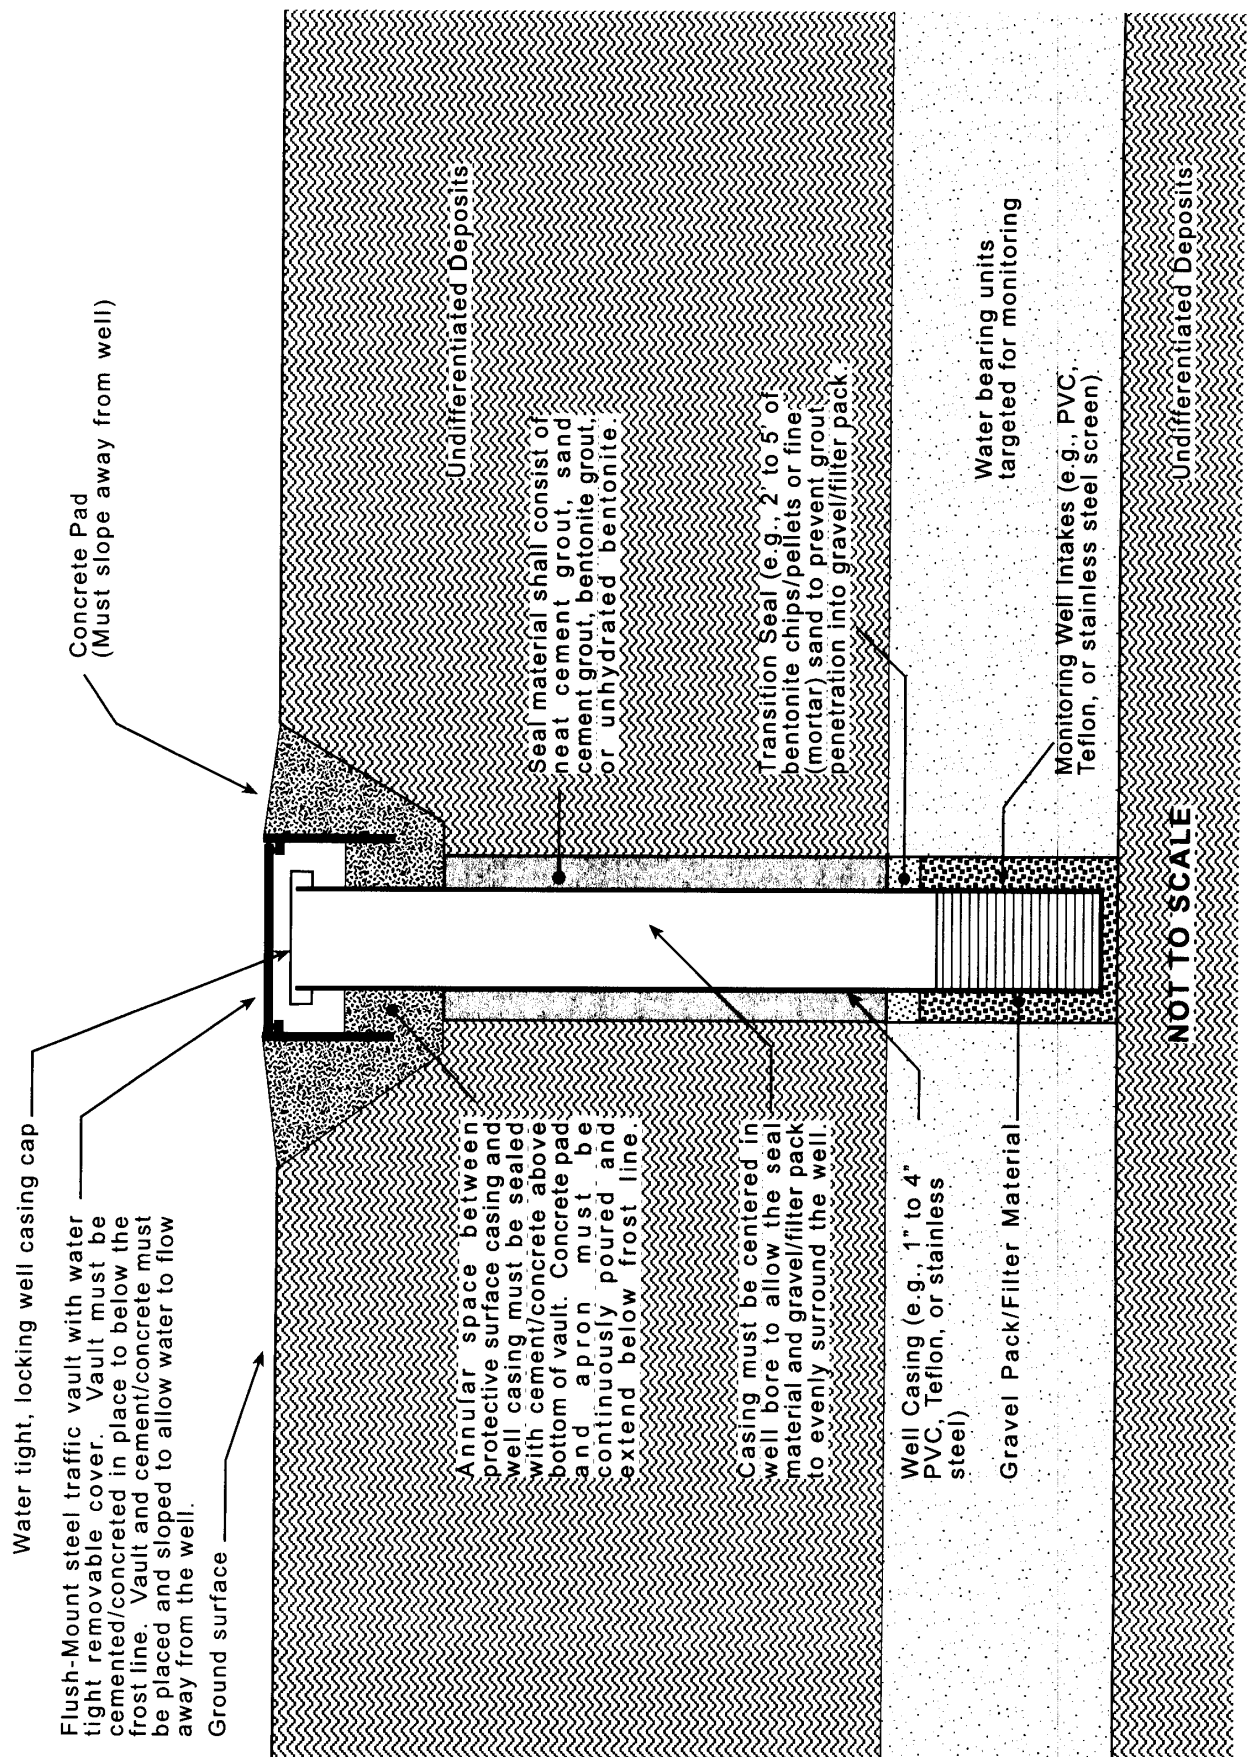 Water tight, locking well casing cap
Flush-Mount steel traffic vault with water
tight removable cover. Vault must be
cemented/concreted in place to below the
frost line. Vault and cement/concrete must
be placed and sloped to allow water to flow
away from the well.
Ground surface
Concrete Pad
(Must slope away from well)
Annular space between
protective surface casing and
well casing must be sealed
with cement/concrete above
bottom of vault. Concrete pad
and apron must be
continuously poured and
extend below frost line.
Undifferentiated Deposits
Seal material shall consist of
neat cement grout, sand
cement grout, bentonite grout,
or unhydrated bentonite.
Casing must be centered in
well bore to allow the seal
material and gravel/filter pack
to evenly surround the well.
Transition Seal (e.g., 2' to 5' of
bentonite chips/pellets or fine
(mortar) sand to prevent grout
penetration into gravel/filter pack.
Well Casing (e.g., 1" to 4"
PVC, Teflon, or stainless
steel)
Gravel Pack/Filter Material
Water bearing units
targeted for monitoring
Monitoring Well Intakes (e.g., PVC,
Teflon, or stainless steel screen)
NOT TO SCALE
Undifferentiated Deposits